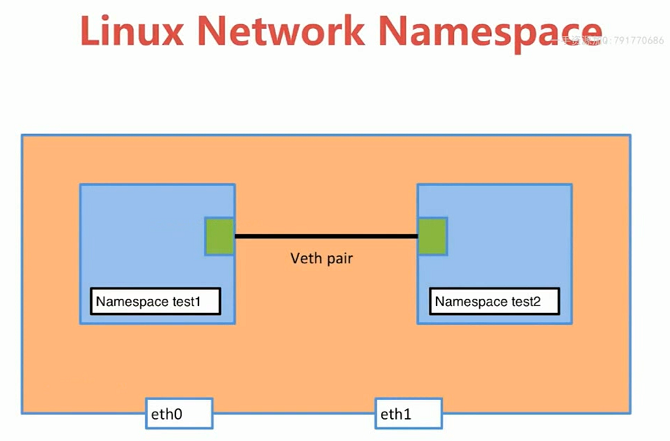 Linux Network Namespace
Veth pair
Namespace test1
Namespace test2
eth0
eth1